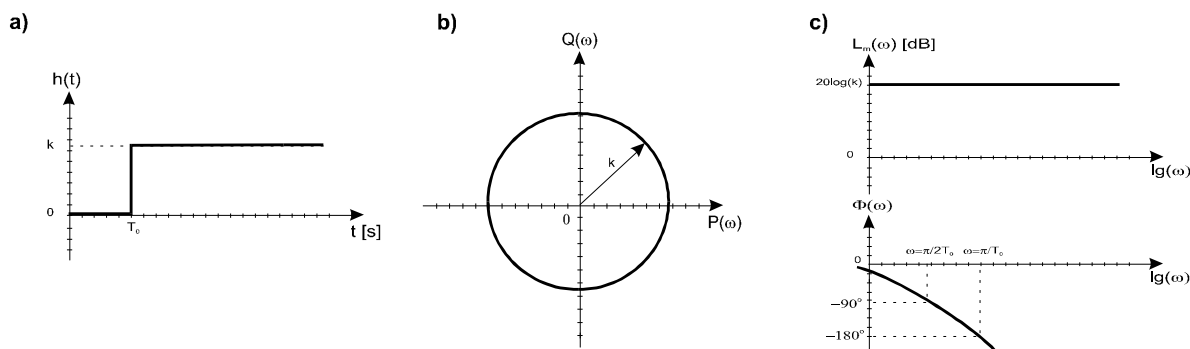 a)
h(t)
k
0
T₀
t [s]
b)
Q(ω)
k
0
P(ω)
c)
Lₘ(ω) [dB]
20log(k)
0
lg(ω)
Φ(ω)
ω=π/2T₀ ω=π/T₀
0
lg(ω)
−90°
−180°